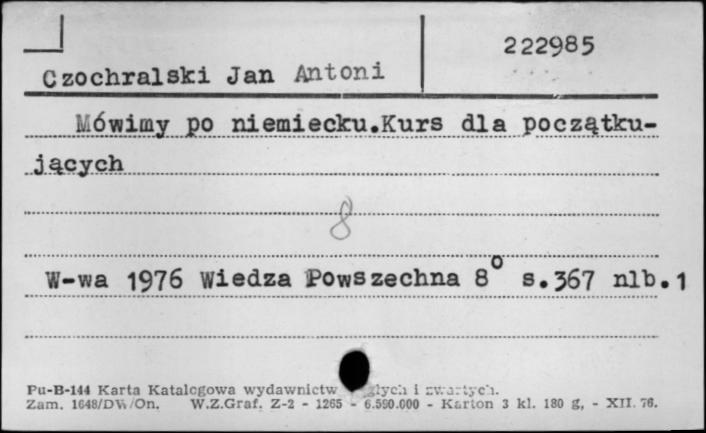 222985
Czochralski Jan Antoni
Mówimy po niemiecku.Kurs dla początku-
jących
8
W-wa 1976 Wiedza Powszechna 8° s.367 nlb.1
Pu-B-144 Karta Katalogowa wydawnictw i zwartych.
Zam. 1648/DW/On. W.Z.Graf. Z-2 - 1265 - 6.590.000 - Karton 3 kl. 180 g, - XII. 76.